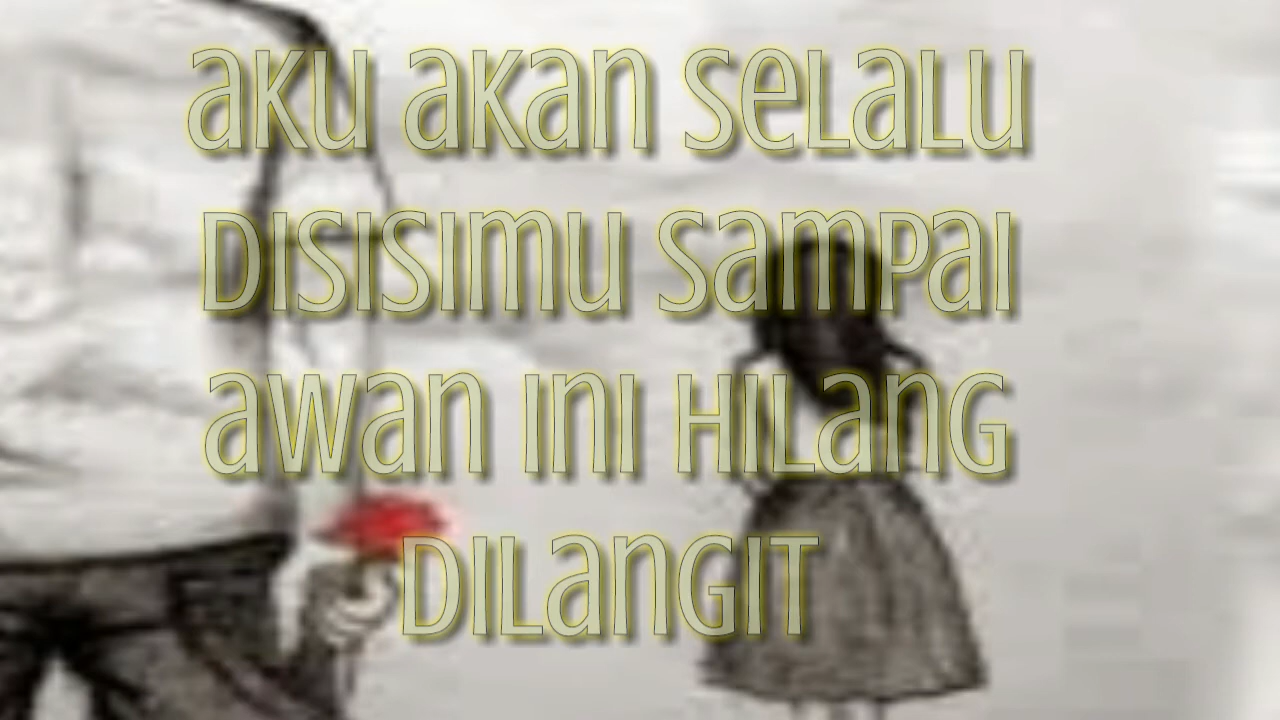 aku akan selalu
disisimu sampai
awan ini hilang
dilangit